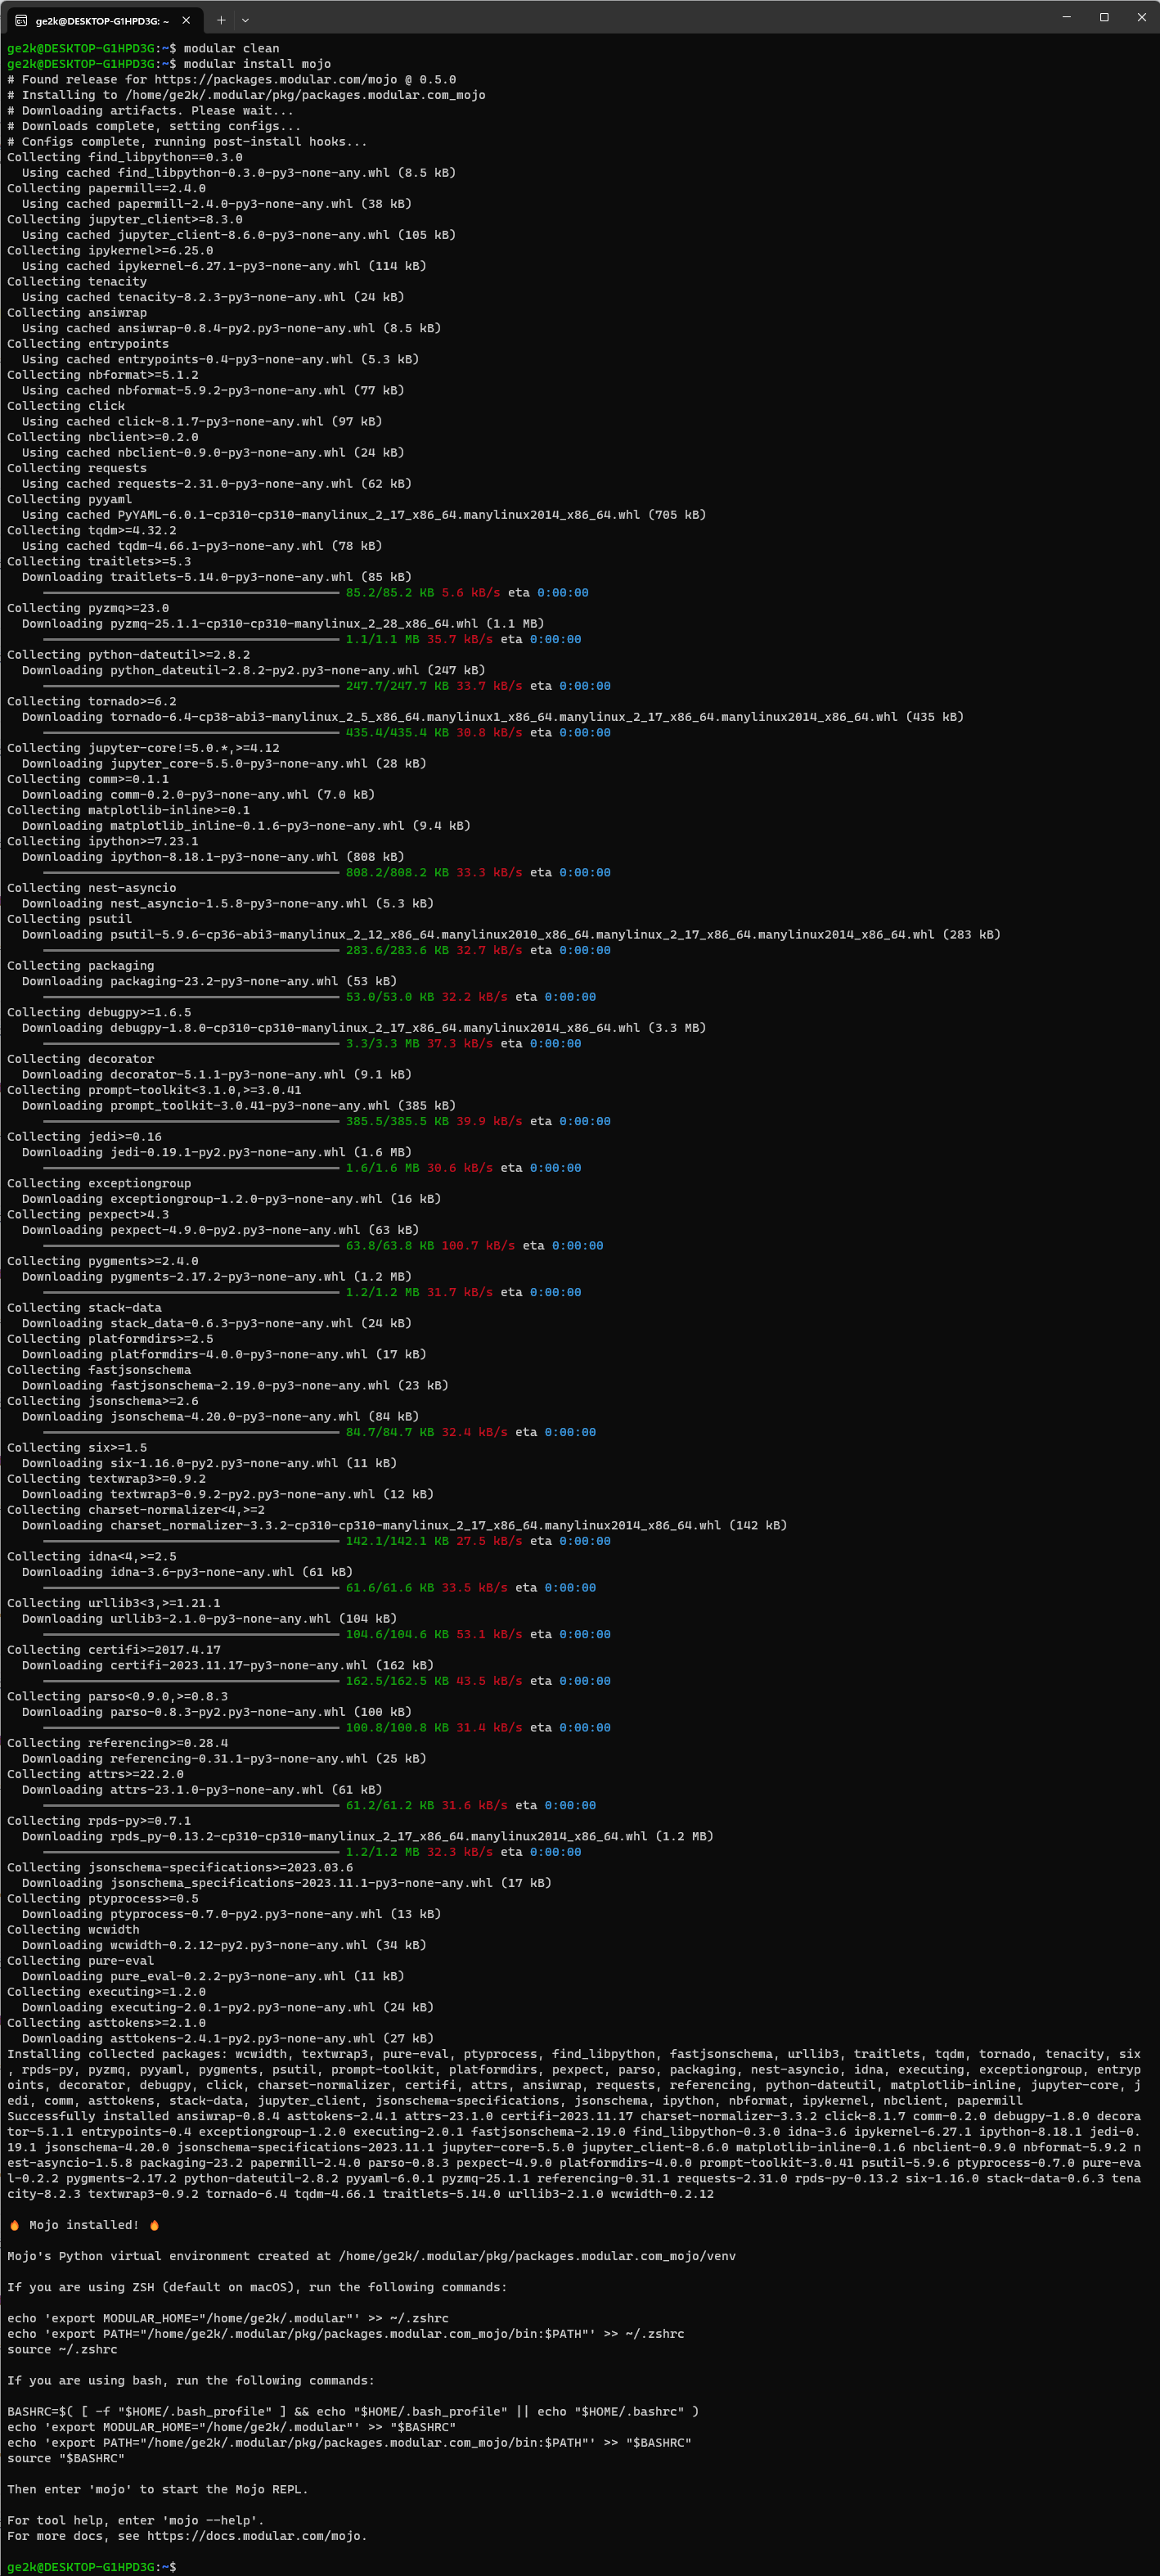 ge2k@DESKTOP-G1HPD3G: ~
ge2k@DESKTOP-G1HPD3G:~$ modular clean
ge2k@DESKTOP-G1HPD3G:~$ modular install mojo
# Found release for https://packages.modular.com/mojo @ 0.5.0
# Installing to /home/ge2k/.modular/pkg/packages.modular.com_mojo
# Downloading artifacts. Please wait...
# Downloads complete, setting configs...
# Configs complete, running post-install hooks...
Collecting find_libpython==0.3.0
  Using cached find_libpython-0.3.0-py3-none-any.whl (8.5 kB)
Collecting papermill==2.4.0
  Using cached papermill-2.4.0-py3-none-any.whl (38 kB)
Collecting jupyter_client>=8.3.0
  Using cached jupyter_client-8.6.0-py3-none-any.whl (105 kB)
Collecting ipykernel>=6.25.0
  Using cached ipykernel-6.27.1-py3-none-any.whl (114 kB)
Collecting tenacity
  Using cached tenacity-8.2.3-py3-none-any.whl (24 kB)
Collecting ansiwrap
  Using cached ansiwrap-0.8.4-py2.py3-none-any.whl (8.5 kB)
Collecting entrypoints
  Using cached entrypoints-0.4-py3-none-any.whl (5.3 kB)
Collecting nbformat>=5.1.2
  Using cached nbformat-5.9.2-py3-none-any.whl (77 kB)
Collecting click
  Using cached click-8.1.7-py3-none-any.whl (97 kB)
Collecting nbclient>=0.2.0
  Using cached nbclient-0.9.0-py3-none-any.whl (24 kB)
Collecting requests
  Using cached requests-2.31.0-py3-none-any.whl (62 kB)
Collecting pyyaml
  Using cached PyYAML-6.0.1-cp310-cp310-manylinux_2_17_x86_64.manylinux2014_x86_64.whl (705 kB)
Collecting tqdm>=4.32.2
  Using cached tqdm-4.66.1-py3-none-any.whl (78 kB)
Collecting traitlets>=5.3
  Downloading traitlets-5.14.0-py3-none-any.whl (85 kB)
85.2/85.2 KB 5.6 kB/s eta 0:00:00
Collecting pyzmq>=23.0
  Downloading pyzmq-25.1.1-cp310-cp310-manylinux_2_28_x86_64.whl (1.1 MB)
1.1/1.1 MB 35.7 kB/s eta 0:00:00
Collecting python-dateutil>=2.8.2
  Downloading python_dateutil-2.8.2-py2.py3-none-any.whl (247 kB)
247.7/247.7 KB 33.7 kB/s eta 0:00:00
Collecting tornado>=6.2
  Downloading tornado-6.4-cp38-abi3-manylinux_2_5_x86_64.manylinux1_x86_64.manylinux_2_17_x86_64.manylinux2014_x86_64.whl (435 kB)
435.4/435.4 KB 30.8 kB/s eta 0:00:00
Collecting jupyter-core!=5.0.*,>=4.12
  Downloading jupyter_core-5.5.0-py3-none-any.whl (28 kB)
Collecting comm>=0.1.1
  Downloading comm-0.2.0-py3-none-any.whl (7.0 kB)
Collecting matplotlib-inline>=0.1
  Downloading matplotlib_inline-0.1.6-py3-none-any.whl (9.4 kB)
Collecting ipython>=7.23.1
  Downloading ipython-8.18.1-py3-none-any.whl (808 kB)
808.2/808.2 KB 33.3 kB/s eta 0:00:00
Collecting nest-asyncio
  Downloading nest_asyncio-1.5.8-py3-none-any.whl (5.3 kB)
Collecting psutil
  Downloading psutil-5.9.6-cp36-abi3-manylinux_2_12_x86_64.manylinux2010_x86_64.manylinux_2_17_x86_64.manylinux2014_x86_64.whl (283 kB)
283.6/283.6 KB 32.7 kB/s eta 0:00:00
Collecting packaging
  Downloading packaging-23.2-py3-none-any.whl (53 kB)
53.0/53.0 KB 32.2 kB/s eta 0:00:00
Collecting debugpy>=1.6.5
  Downloading debugpy-1.8.0-cp310-cp310-manylinux_2_17_x86_64.manylinux2014_x86_64.whl (3.3 MB)
3.3/3.3 MB 37.3 kB/s eta 0:00:00
Collecting decorator
  Downloading decorator-5.1.1-py3-none-any.whl (9.1 kB)
Collecting prompt-toolkit<3.1.0,>=3.0.41
  Downloading prompt_toolkit-3.0.41-py3-none-any.whl (385 kB)
385.5/385.5 KB 39.9 kB/s eta 0:00:00
Collecting jedi>=0.16
  Downloading jedi-0.19.1-py2.py3-none-any.whl (1.6 MB)
1.6/1.6 MB 30.6 kB/s eta 0:00:00
Collecting exceptiongroup
  Downloading exceptiongroup-1.2.0-py3-none-any.whl (16 kB)
Collecting pexpect>4.3
  Downloading pexpect-4.9.0-py2.py3-none-any.whl (63 kB)
63.8/63.8 KB 100.7 kB/s eta 0:00:00
Collecting pygments>=2.4.0
  Downloading pygments-2.17.2-py3-none-any.whl (1.2 MB)
1.2/1.2 MB 31.7 kB/s eta 0:00:00
Collecting stack-data
  Downloading stack_data-0.6.3-py3-none-any.whl (24 kB)
Collecting platformdirs>=2.5
  Downloading platformdirs-4.0.0-py3-none-any.whl (17 kB)
Collecting fastjsonschema
  Downloading fastjsonschema-2.19.0-py3-none-any.whl (23 kB)
Collecting jsonschema>=2.6
  Downloading jsonschema-4.20.0-py3-none-any.whl (84 kB)
84.7/84.7 KB 32.4 kB/s eta 0:00:00
Collecting six>=1.5
  Downloading six-1.16.0-py2.py3-none-any.whl (11 kB)
Collecting textwrap3>=0.9.2
  Downloading textwrap3-0.9.2-py2.py3-none-any.whl (12 kB)
Collecting charset-normalizer<4,>=2
  Downloading charset_normalizer-3.3.2-cp310-cp310-manylinux_2_17_x86_64.manylinux2014_x86_64.whl (142 kB)
142.1/142.1 KB 27.5 kB/s eta 0:00:00
Collecting idna<4,>=2.5
  Downloading idna-3.6-py3-none-any.whl (61 kB)
61.6/61.6 KB 33.5 kB/s eta 0:00:00
Collecting urllib3<3,>=1.21.1
  Downloading urllib3-2.1.0-py3-none-any.whl (104 kB)
104.6/104.6 KB 53.1 kB/s eta 0:00:00
Collecting certifi>=2017.4.17
  Downloading certifi-2023.11.17-py3-none-any.whl (162 kB)
162.5/162.5 KB 43.5 kB/s eta 0:00:00
Collecting parso<0.9.0,>=0.8.3
  Downloading parso-0.8.3-py2.py3-none-any.whl (100 kB)
100.8/100.8 KB 31.4 kB/s eta 0:00:00
Collecting referencing>=0.28.4
  Downloading referencing-0.31.1-py3-none-any.whl (25 kB)
Collecting attrs>=22.2.0
  Downloading attrs-23.1.0-py3-none-any.whl (61 kB)
61.2/61.2 KB 31.6 kB/s eta 0:00:00
Collecting rpds-py>=0.7.1
  Downloading rpds_py-0.13.2-cp310-cp310-manylinux_2_17_x86_64.manylinux2014_x86_64.whl (1.2 MB)
1.2/1.2 MB 32.3 kB/s eta 0:00:00
Collecting jsonschema-specifications>=2023.03.6
  Downloading jsonschema_specifications-2023.11.1-py3-none-any.whl (17 kB)
Collecting ptyprocess>=0.5
  Downloading ptyprocess-0.7.0-py2.py3-none-any.whl (13 kB)
Collecting wcwidth
  Downloading wcwidth-0.2.12-py2.py3-none-any.whl (34 kB)
Collecting pure-eval
  Downloading pure_eval-0.2.2-py3-none-any.whl (11 kB)
Collecting executing>=1.2.0
  Downloading executing-2.0.1-py2.py3-none-any.whl (24 kB)
Collecting asttokens>=2.1.0
  Downloading asttokens-2.4.1-py2.py3-none-any.whl (27 kB)
Installing collected packages: wcwidth, textwrap3, pure-eval, ptyprocess, find_libpython, fastjsonschema, urllib3, traitlets, tqdm, tornado, tenacity, six
, rpds-py, pyzmq, pyyaml, pygments, psutil, prompt-toolkit, platformdirs, pexpect, parso, packaging, nest-asyncio, idna, executing, exceptiongroup, entryp
oints, decorator, debugpy, click, charset-normalizer, certifi, attrs, ansiwrap, requests, referencing, python-dateutil, matplotlib-inline, jupyter-core, j
edi, comm, asttokens, stack-data, jupyter_client, jsonschema-specifications, jsonschema, ipython, nbformat, ipykernel, nbclient, papermill
Successfully installed ansiwrap-0.8.4 asttokens-2.4.1 attrs-23.1.0 certifi-2023.11.17 charset-normalizer-3.3.2 click-8.1.7 comm-0.2.0 debugpy-1.8.0 decora
tor-5.1.1 entrypoints-0.4 exceptiongroup-1.2.0 executing-2.0.1 fastjsonschema-2.19.0 find_libpython-0.3.0 idna-3.6 ipykernel-6.27.1 ipython-8.18.1 jedi-0.
19.1 jsonschema-4.20.0 jsonschema-specifications-2023.11.1 jupyter-core-5.5.0 jupyter_client-8.6.0 matplotlib-inline-0.1.6 nbclient-0.9.0 nbformat-5.9.2 n
est-asyncio-1.5.8 packaging-23.2 papermill-2.4.0 parso-0.8.3 pexpect-4.9.0 platformdirs-4.0.0 prompt-toolkit-3.0.41 psutil-5.9.6 ptyprocess-0.7.0 pure-eva
l-0.2.2 pygments-2.17.2 python-dateutil-2.8.2 pyyaml-6.0.1 pyzmq-25.1.1 referencing-0.31.1 requests-2.31.0 rpds-py-0.13.2 six-1.16.0 stack-data-0.6.3 tena
city-8.2.3 textwrap3-0.9.2 tornado-6.4 tqdm-4.66.1 traitlets-5.14.0 urllib3-2.1.0 wcwidth-0.2.12
🔥 Mojo installed! 🔥
Mojo's Python virtual environment created at /home/ge2k/.modular/pkg/packages.modular.com_mojo/venv
If you are using ZSH (default on macOS), run the following commands:
echo 'export MODULAR_HOME="/home/ge2k/.modular"' >> ~/.zshrc
echo 'export PATH="/home/ge2k/.modular/pkg/packages.modular.com_mojo/bin:$PATH"' >> ~/.zshrc
source ~/.zshrc
If you are using bash, run the following commands:
BASHRC=$( [ -f "$HOME/.bash_profile" ] && echo "$HOME/.bash_profile" || echo "$HOME/.bashrc" )
echo 'export MODULAR_HOME="/home/ge2k/.modular"' >> "$BASHRC"
echo 'export PATH="/home/ge2k/.modular/pkg/packages.modular.com_mojo/bin:$PATH"' >> "$BASHRC"
source "$BASHRC"
Then enter 'mojo' to start the Mojo REPL.
For tool help, enter 'mojo --help'.
For more docs, see https://docs.modular.com/mojo.
ge2k@DESKTOP-G1HPD3G:~$